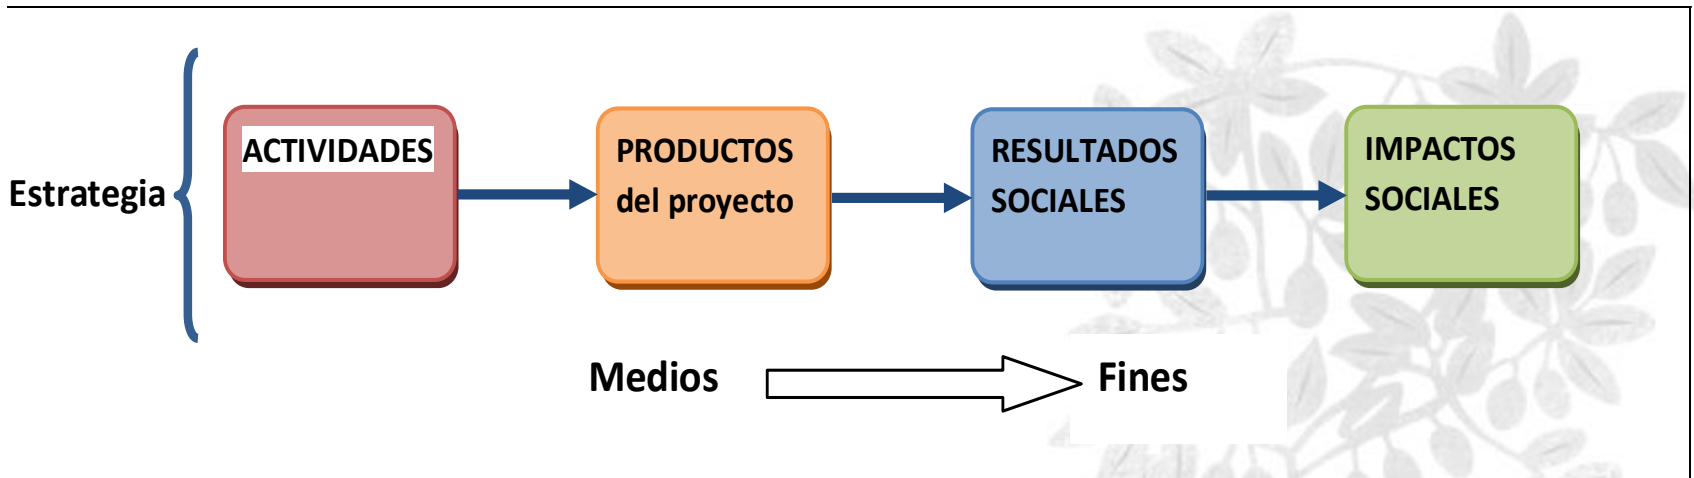 Estrategia
ACTIVIDADES
PRODUCTOS
del proyecto
RESULTADOS
SOCIALES
IMPACTOS
SOCIALES
Medios
Fines